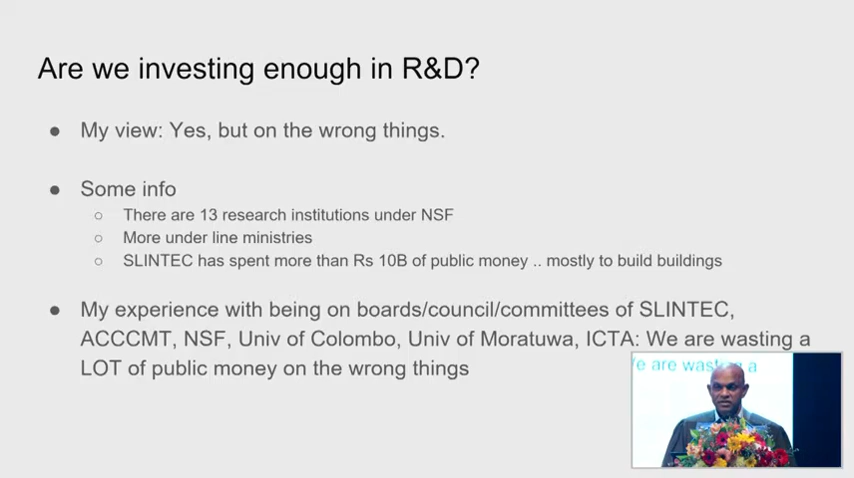 Are we investing enough in R&D?
● My view: Yes, but on the wrong things.
● Some info
○ There are 13 research institutions under NSF
○ More under line ministries
○ SLINTEC has spent more than Rs 10B of public money .. mostly to build buildings
● My experience with being on boards/council/committees of SLINTEC,
ACCCMT, NSF, Univ of Colombo, Univ of Moratuwa, ICTA: We are wasting a
LOT of public money on the wrong things
e are wast a